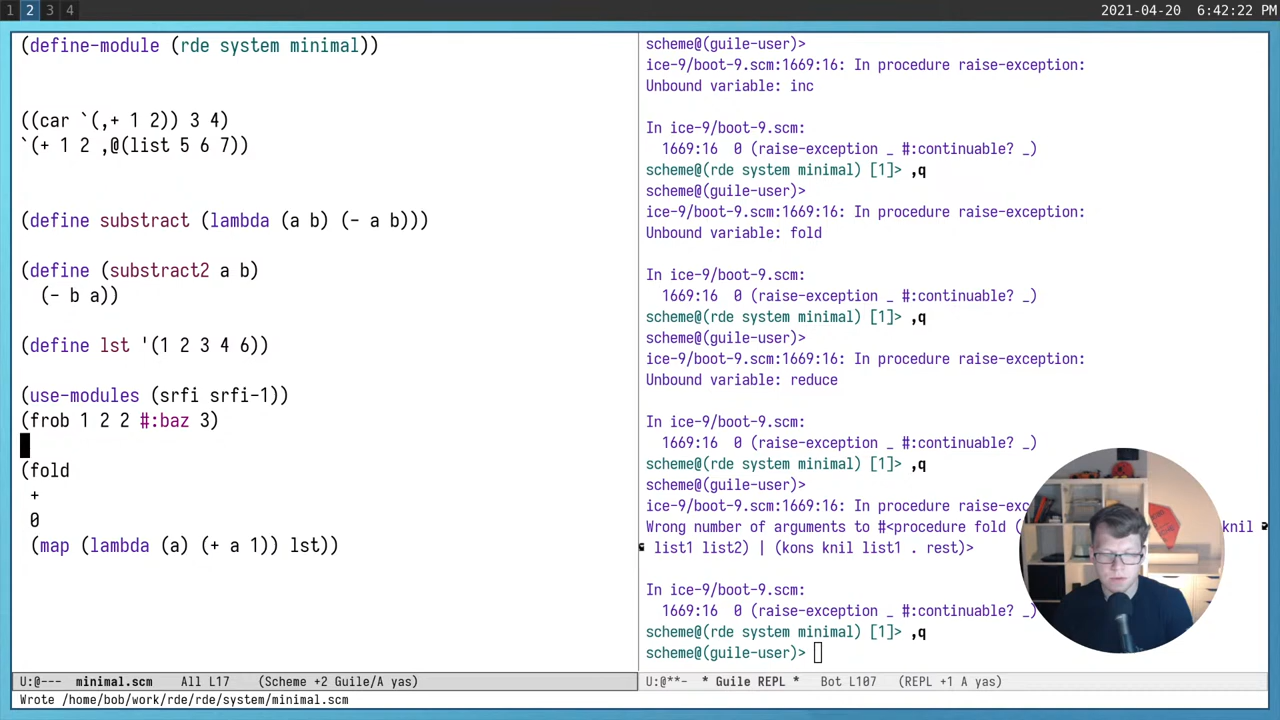 1 2 3 4
2021-04-20 6:42:22 PM
(define-module (rde system minimal))
((car `(,+ 1 2)) 3 4)
`(+ 1 2 ,@(list 5 6 7))
(define substract (lambda (a b) (- a b)))
(define (substract2 a b)
(- b a))
(define lst '(1 2 3 4 6))
(use-modules (srfi srfi-1))
(frob 1 2 2 #:baz 3)
(fold
+
0
(map (lambda (a) (+ a 1)) lst))
U:@--- minimal.scm All L17 (Scheme +2 Guile/A yas)
Wrote /home/bob/work/rde/rde/system/minimal.scm
scheme@(guile-user)>
ice-9/boot-9.scm:1669:16: In procedure raise-exception:
Unbound variable: inc
In ice-9/boot-9.scm:
1669:16 0 (raise-exception _ #:continuable? _)
scheme@(rde system minimal) [1]> ,q
scheme@(guile-user)>
ice-9/boot-9.scm:1669:16: In procedure raise-exception:
Unbound variable: fold
In ice-9/boot-9.scm:
1669:16 0 (raise-exception _ #:continuable? _)
scheme@(rde system minimal) [1]> ,q
scheme@(guile-user)>
ice-9/boot-9.scm:1669:16: In procedure raise-exception:
Unbound variable: reduce
In ice-9/boot-9.scm:
1669:16 0 (raise-exception _ #:continuable? _)
scheme@(rde system minimal) [1]> ,q
scheme@(guile-user)>
ice-9/boot-9.scm:1669:16: In procedure raise-exc
Wrong number of arguments to #<procedure fold ( knil
list1 list2) | (kons knil list1 . rest)>
In ice-9/boot-9.scm:
1669:16 0 (raise-exception _ #:continuable? _)
scheme@(rde system minimal) [1]> ,q
scheme@(guile-user)>
U:@**- * Guile REPL * Bot L107 (REPL +1 A yas)